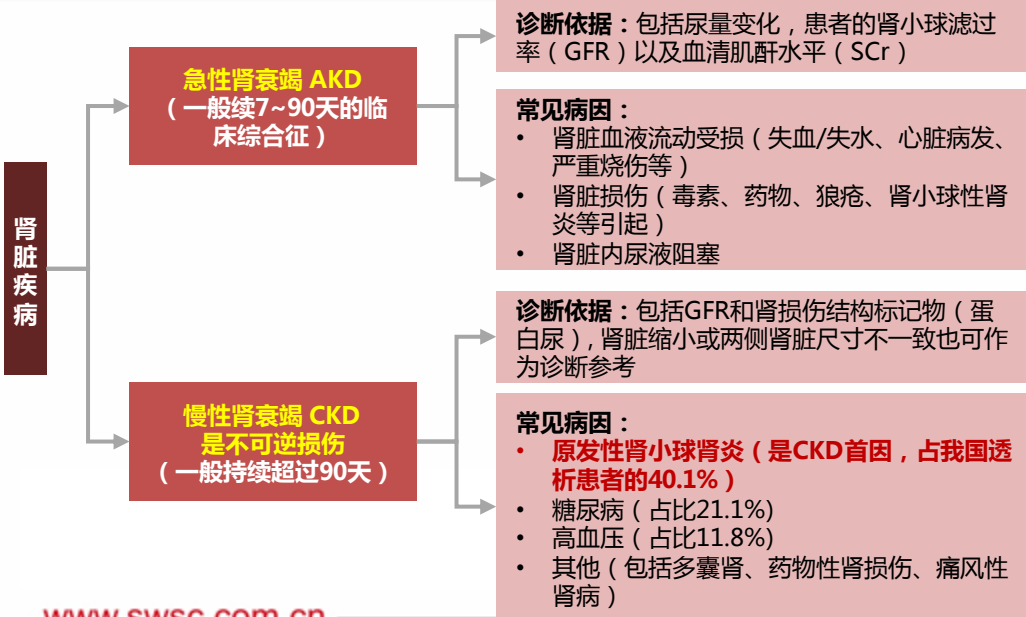 肾脏疾病
急性肾衰竭 AKD
（一般续7~90天的临
床综合征）
诊断依据：包括尿量变化，患者的肾小球滤过
率（GFR）以及血清肌酐水平（SCr）
常见病因：
• 肾脏血液流动受损（失血/失水、心脏病发、
严重烧伤等）
• 肾脏损伤（毒素、药物、狼疮、肾小球性肾
炎等引起）
• 肾脏内尿液阻塞
慢性肾衰竭 CKD
是不可逆损伤
（一般持续超过90天）
诊断依据：包括GFR和肾损伤结构标记物（蛋
白尿），肾脏缩小或两侧肾脏尺寸不一致也可作
为诊断参考
常见病因：
• 原发性肾小球肾炎（是CKD首因，占我国透
析患者的40.1%）
• 糖尿病（占比21.1%)
• 高血压（占比11.8%)
• 其他（包括多囊肾、药物性肾损伤、痛风性
肾病）
www.swsc.com.cn